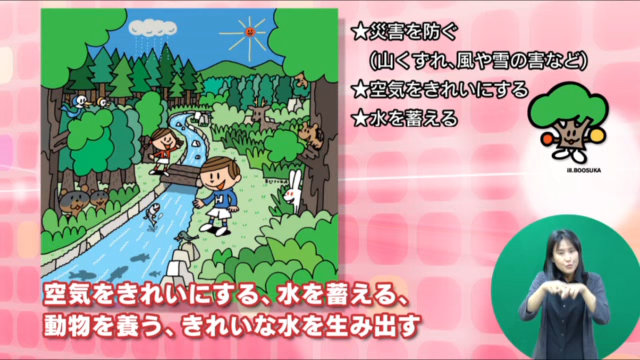 ★災害を防ぐ
(山くずれ、風や雪の害など)
★空気をきれいにする
★水を蓄える
ill.BOOSUKA
空気をきれいにする、水を蓄える、
動物を養う、きれいな水を生み出す